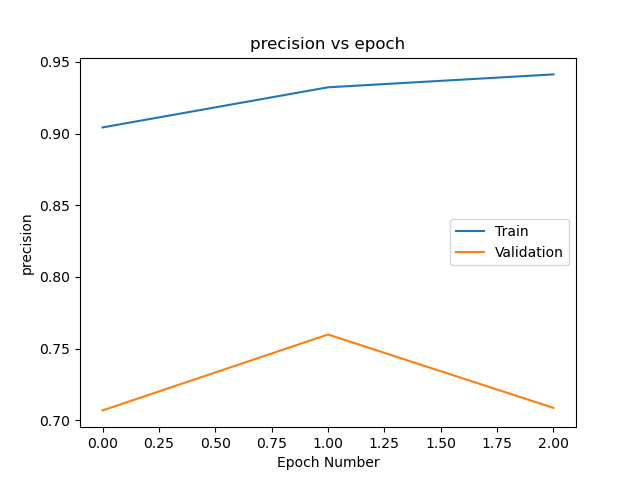 precision vs epoch
0.95
0.90
0.85
0.80
0.75
0.70
precision
Train
Validation
0.00 0.25 0.50 0.75 1.00 1.25 1.50 1.75 2.00
Epoch Number